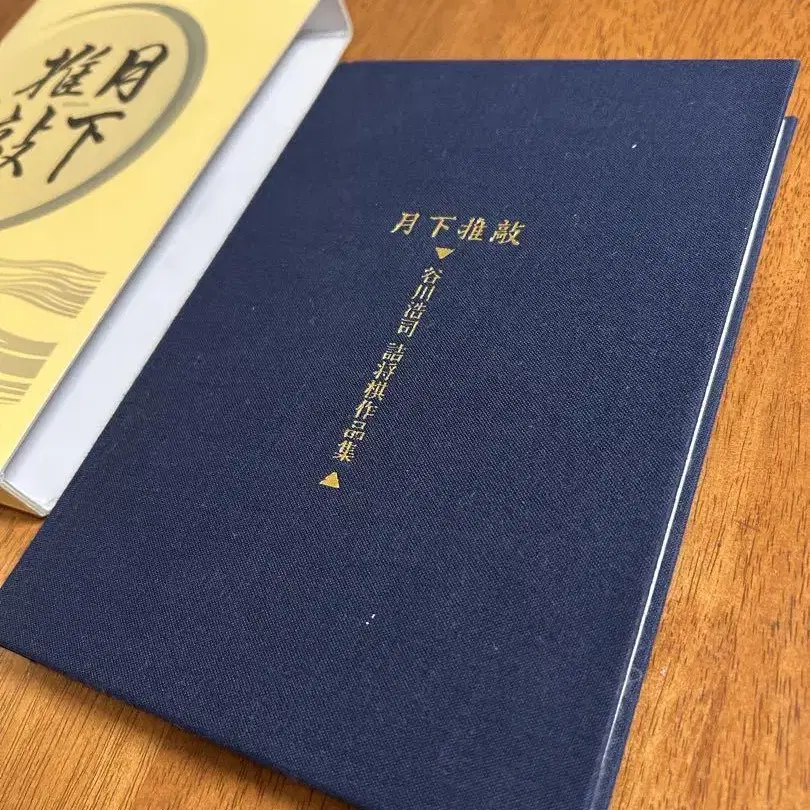 月下推敲
谷川浩司 詰将棋作品集
月下
推敲